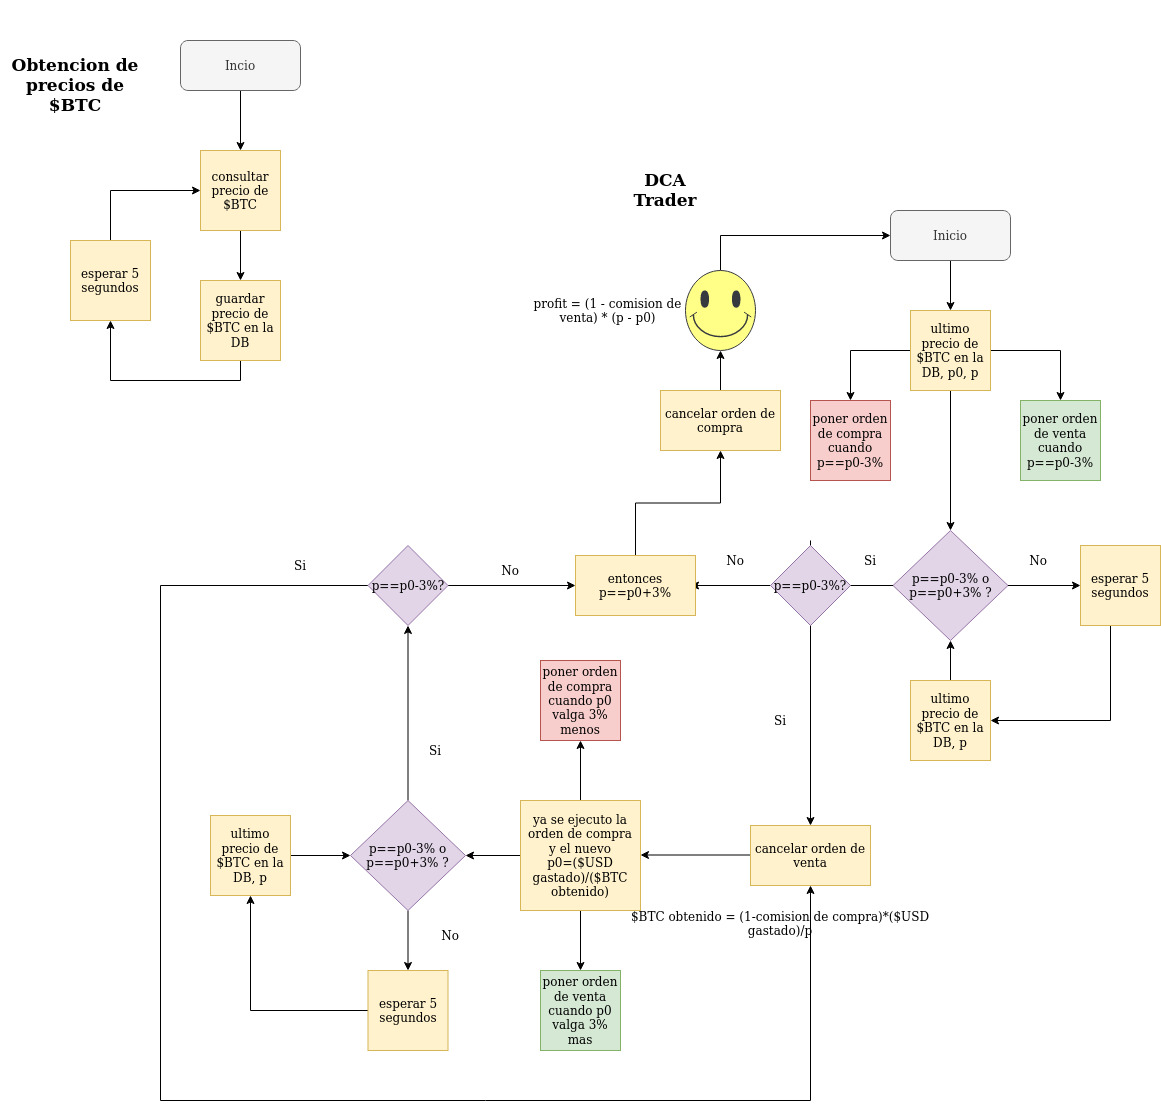 Obtencion de
precios de
$BTC
Incio
consultar
precio de
$BTC
esperar 5
segundos
guardar
precio de
$BTC en la
DB
DCA
Trader
Inicio
profit = (1 - comision de
venta) * (p - p0)
ultimo
precio de
$BTC en la
DB, p0, p
cancelar orden de
compra
poner orden
de compra
cuando
p==p0-3%
poner orden
de venta
cuando
p==p0-3%
Si
p==p0-3%?
No
entonces
p==p0+3%
No
p==p0-3%?
Si
p==p0-3% o
p==p0+3% ?
No
esperar 5
segundos
poner orden
de compra
cuando p0
valga 3%
menos
Si
ultimo
precio de
$BTC en la
DB, p
Si
ultimo
precio de
$BTC en la
DB, p
p==p0-3% o
p==p0+3% ?
ya se ejecuto la
orden de compra
y el nuevo
p0=($USD
gastado)/($BTC
obtenido)
cancelar orden de
venta
$BTC obtenido = (1-comision de compra)*($USD
gastado)/p
No
esperar 5
segundos
poner orden
de venta
cuando p0
valga 3%
mas